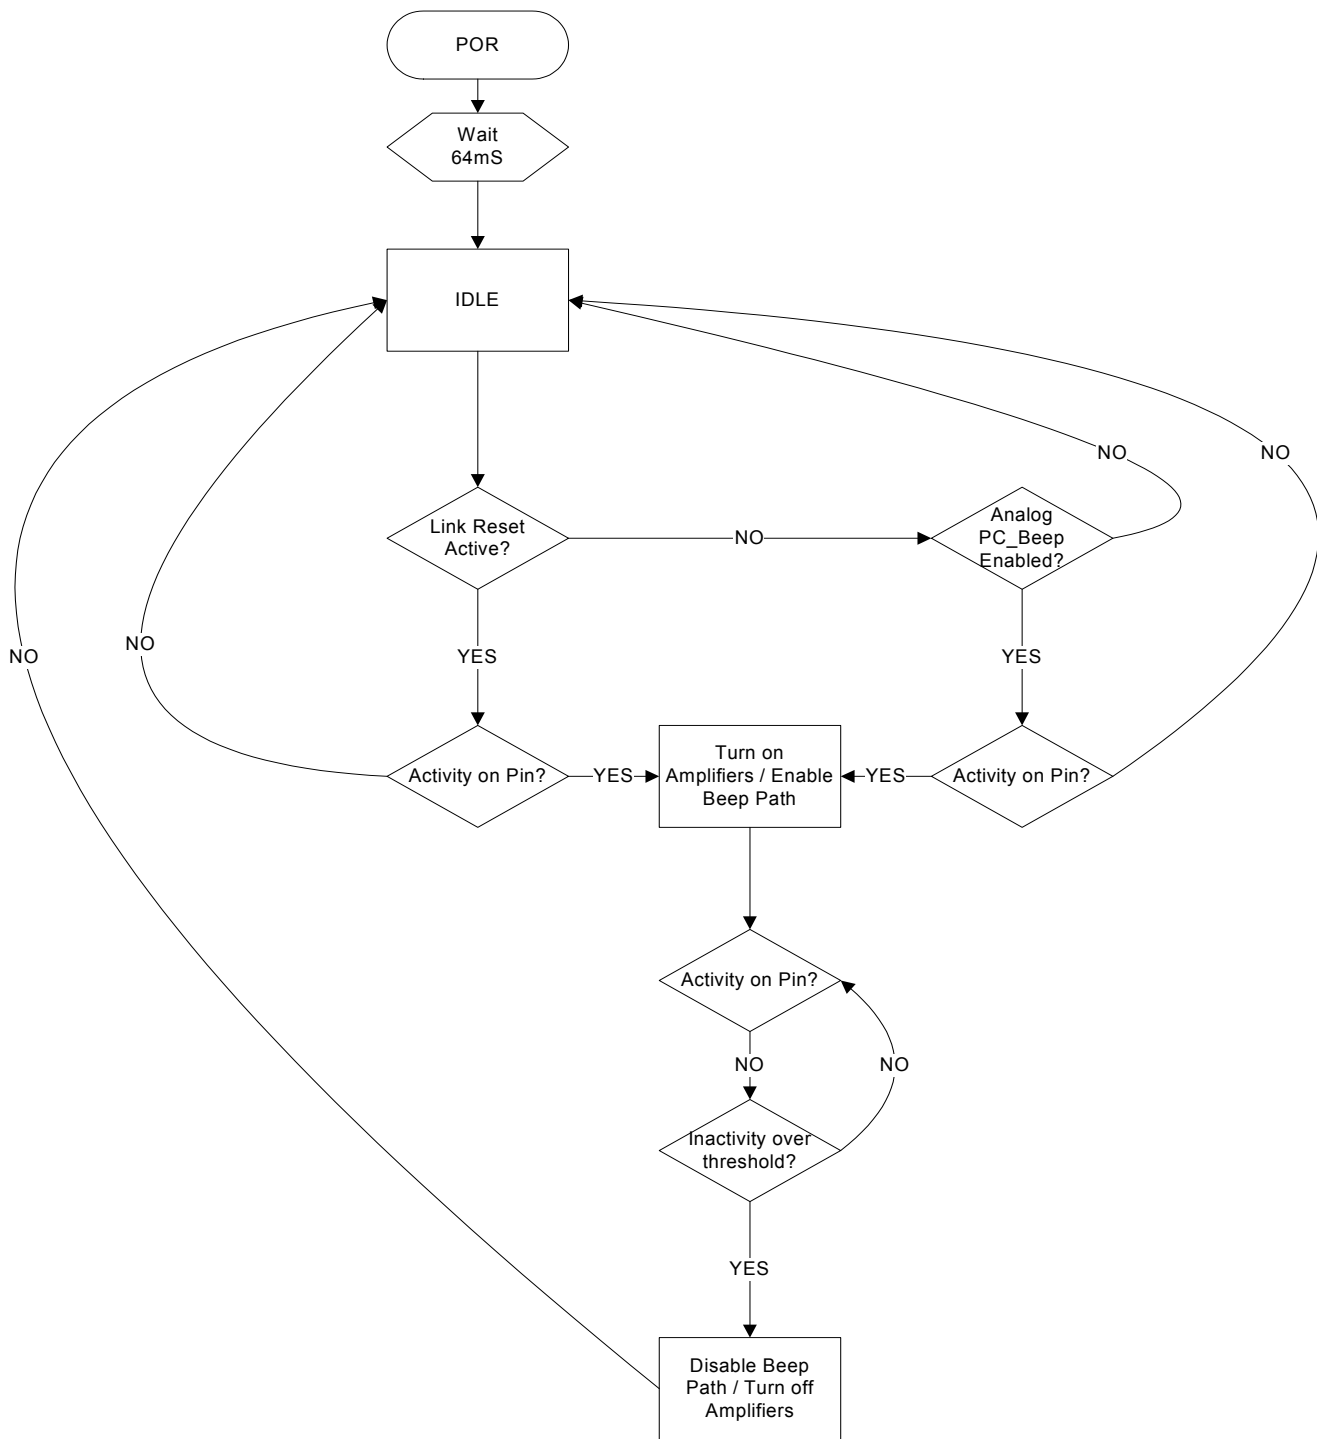 POR
Wait
64mS
IDLE
NO
NO
Link Reset
Active?
NO
Analog
PC_Beep
Enabled?
NO
NO
YES
YES
Activity on Pin?
YES
Turn on
Amplifiers / Enable
Beep Path
YES
Activity on Pin?
Activity on Pin?
NO
NO
Inactivity over
threshold?
YES
Disable Beep
Path / Turn off
Amplifiers